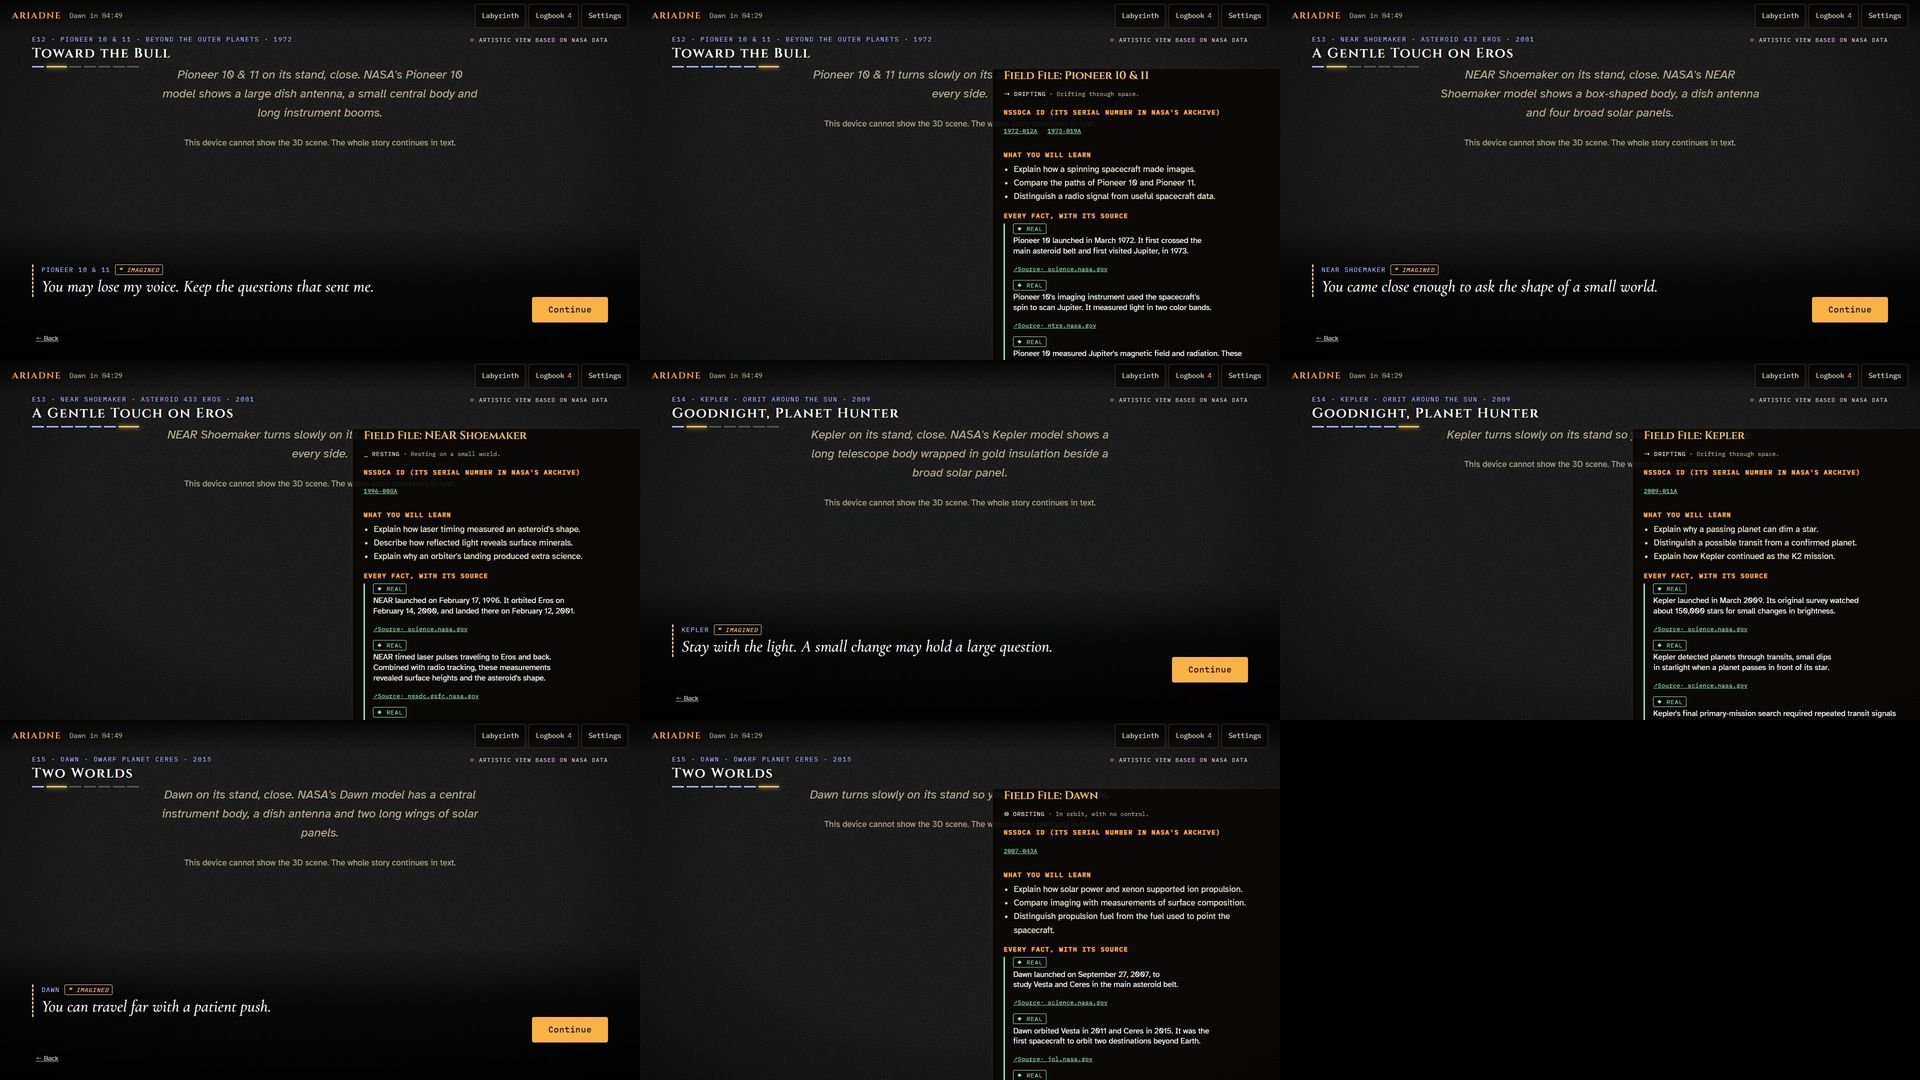 ARIADNE Dawn in 04:49
Labyrinth Logbook 4 Settings
E12 · PIONEER 10 & 11 · BEYOND THE OUTER PLANETS · 1972
ARTISTIC VIEW BASED ON NASA DATA
TOWARD THE BULL
Pioneer 10 & 11 on its stand, close. NASA's Pioneer 10
model shows a large dish antenna, a small central body and
long instrument booms.
This device cannot show the 3D scene. The whole story continues in text.
PIONEER 10 & 11 IMAGINED
You may lose my voice. Keep the questions that sent me.
Continue
← Back
ARIADNE Dawn in 04:29
Labyrinth Logbook 4 Settings
E12 · PIONEER 10 & 11 · BEYOND THE OUTER PLANETS · 1972
ARTISTIC VIEW BASED ON NASA DATA
TOWARD THE BULL
Pioneer 10 & 11 turns slowly on its
every side.
This device cannot show the 3D scene. The w
FIELD FILE: PIONEER 10 & 11
→ DRIFTING · Drifting through space.
NSSDCA ID (ITS SERIAL NUMBER IN NASA'S ARCHIVE)
1972-012A 1973-019A
WHAT YOU WILL LEARN
• Explain how a spinning spacecraft made images.
• Compare the paths of Pioneer 10 and Pioneer 11.
• Distinguish a radio signal from useful spacecraft data.
EVERY FACT, WITH ITS SOURCE
◆ REAL
Pioneer 10 launched in March 1972. It first crossed the
main asteroid belt and first visited Jupiter, in 1973.
↗Source· science.nasa.gov
◆ REAL
Pioneer 10's imaging instrument used the spacecraft's
spin to scan Jupiter. It measured light in two color bands.
↗Source· ntrs.nasa.gov
◆ REAL
Pioneer 10 measured Jupiter's magnetic field and radiation. These
ARIADNE Dawn in 04:49
Labyrinth Logbook 4 Settings
E13 · NEAR SHOEMAKER · ASTEROID 433 EROS · 2001
ARTISTIC VIEW BASED ON NASA DATA
A GENTLE TOUCH ON EROS
NEAR Shoemaker on its stand, close. NASA's NEAR
Shoemaker model shows a box-shaped body, a dish antenna
and four broad solar panels.
This device cannot show the 3D scene. The whole story continues in text.
NEAR SHOEMAKER IMAGINED
You came close enough to ask the shape of a small world.
Continue
← Back
ARIADNE Dawn in 04:29
Labyrinth Logbook 4 Settings
E13 · NEAR SHOEMAKER · ASTEROID 433 EROS · 2001
ARTISTIC VIEW BASED ON NASA DATA
A GENTLE TOUCH ON EROS
NEAR Shoemaker turns slowly on it
every side.
This device cannot show the 3D scene. The w
FIELD FILE: NEAR SHOEMAKER
_ RESTING · Resting on a small world.
NSSDCA ID (ITS SERIAL NUMBER IN NASA'S ARCHIVE)
1996-008A
WHAT YOU WILL LEARN
• Explain how laser timing measured an asteroid's shape.
• Describe how reflected light reveals surface minerals.
• Explain why an orbiter's landing produced extra science.
EVERY FACT, WITH ITS SOURCE
◆ REAL
NEAR launched on February 17, 1996. It orbited Eros on
February 14, 2000, and landed there on February 12, 2001.
↗Source· science.nasa.gov
◆ REAL
NEAR timed laser pulses traveling to Eros and back.
Combined with radio tracking, these measurements
revealed surface heights and the asteroid's shape.
↗Source· nssdc.gsfc.nasa.gov
◆ REAL
ARIADNE Dawn in 04:49
Labyrinth Logbook 4 Settings
E14 · KEPLER · ORBIT AROUND THE SUN · 2009
ARTISTIC VIEW BASED ON NASA DATA
GOODNIGHT, PLANET HUNTER
Kepler on its stand, close. NASA's Kepler model shows a
long telescope body wrapped in gold insulation beside a
broad solar panel.
This device cannot show the 3D scene. The whole story continues in text.
KEPLER IMAGINED
Stay with the light. A small change may hold a large question.
Continue
← Back
ARIADNE Dawn in 04:29
Labyrinth Logbook 4 Settings
E14 · KEPLER · ORBIT AROUND THE SUN · 2009
ARTISTIC VIEW BASED ON NASA DATA
GOODNIGHT, PLANET HUNTER
Kepler turns slowly on its stand so
This device cannot show the 3D scene. The w
FIELD FILE: KEPLER
→ DRIFTING · Drifting through space.
NSSDCA ID (ITS SERIAL NUMBER IN NASA'S ARCHIVE)
2009-011A
WHAT YOU WILL LEARN
• Explain why a passing planet can dim a star.
• Distinguish a possible transit from a confirmed planet.
• Explain how Kepler continued as the K2 mission.
EVERY FACT, WITH ITS SOURCE
◆ REAL
Kepler launched in March 2009. Its original survey watched
about 150,000 stars for small changes in brightness.
↗Source· science.nasa.gov
◆ REAL
Kepler detected planets through transits, small dips
in starlight when a planet passes in front of its star.
↗Source· science.nasa.gov
◆ REAL
Kepler's final primary-mission search required repeated transit signals
ARIADNE Dawn in 04:49
Labyrinth Logbook 4 Settings
E15 · DAWN · DWARF PLANET CERES · 2015
ARTISTIC VIEW BASED ON NASA DATA
TWO WORLDS
Dawn on its stand, close. NASA's Dawn model has a central
instrument body, a dish antenna and two long wings of solar
panels.
This device cannot show the 3D scene. The whole story continues in text.
DAWN IMAGINED
You can travel far with a patient push.
Continue
← Back
ARIADNE Dawn in 04:29
Labyrinth Logbook 4 Settings
E15 · DAWN · DWARF PLANET CERES · 2015
ARTISTIC VIEW BASED ON NASA DATA
TWO WORLDS
Dawn turns slowly on its stand so y
This device cannot show the 3D scene. The w
FIELD FILE: DAWN
ORBITING · In orbit, with no control.
NSSDCA ID (ITS SERIAL NUMBER IN NASA'S ARCHIVE)
2007-043A
WHAT YOU WILL LEARN
• Explain how solar power and xenon supported ion propulsion.
• Compare imaging with measurements of surface composition.
• Distinguish propulsion fuel from the fuel used to point the
spacecraft.
EVERY FACT, WITH ITS SOURCE
◆ REAL
Dawn launched on September 27, 2007, to
study Vesta and Ceres in the main asteroid belt.
↗Source· science.nasa.gov
◆ REAL
Dawn orbited Vesta in 2011 and Ceres in 2015. It was the
first spacecraft to orbit two destinations beyond Earth.
↗Source· jpl.nasa.gov
◆ REAL